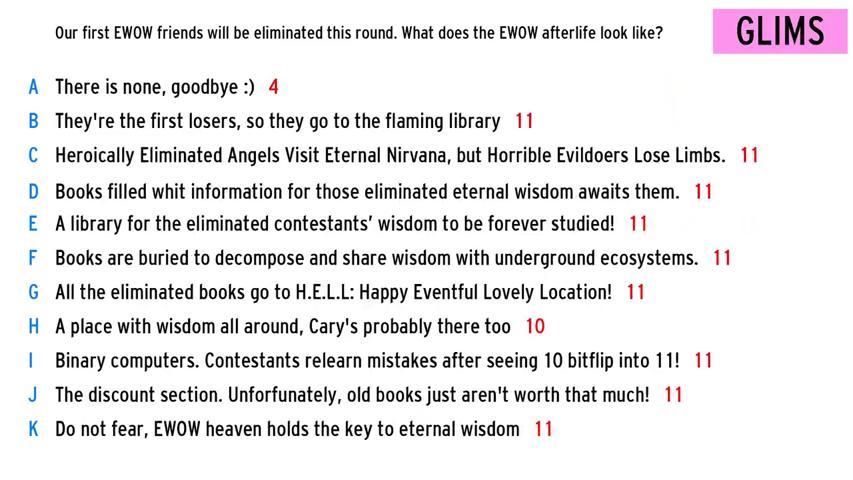 Our first EWOW friends will be eliminated this round. What does the EWOW afterlife look like?
GLIMS
A There is none, goodbye :) 4
B They're the first losers, so they go to the flaming library 11
C Heroically Eliminated Angels Visit Eternal Nirvana, but Horrible Evildoers Lose Limbs. 11
D Books filled whit information for those eliminated eternal wisdom awaits them. 11
E A library for the eliminated contestants’ wisdom to be forever studied! 11
F Books are buried to decompose and share wisdom with underground ecosystems. 11
G All the eliminated books go to H.E.L.L: Happy Eventful Lovely Location! 11
H A place with wisdom all around, Cary's probably there too 10
I Binary computers. Contestants relearn mistakes after seeing 10 bitflip into 11! 11
J The discount section. Unfortunately, old books just aren't worth that much! 11
K Do not fear, EWOW heaven holds the key to eternal wisdom 11